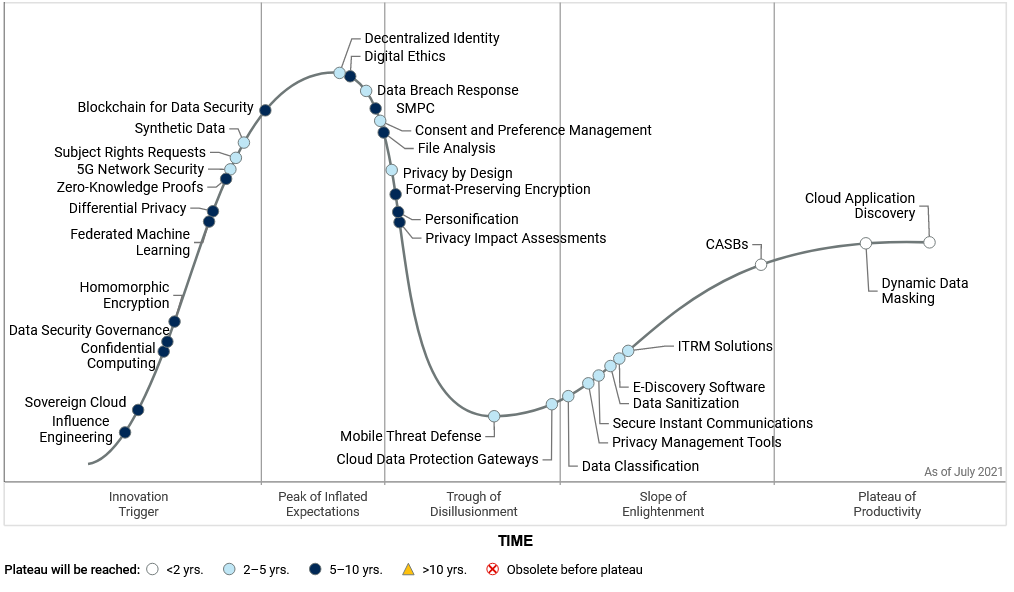 Decentralized Identity
Digital Ethics
Data Breach Response
Blockchain for Data Security
SMPC
Synthetic Data
Consent and Preference Management
File Analysis
Subject Rights Requests
5G Network Security
Privacy by Design
Zero-Knowledge Proofs
Format-Preserving Encryption
Differential Privacy
Personification
Federated Machine
Learning
Privacy Impact Assessments
Cloud Application
Discovery
CASBs
Homomorphic
Encryption
Dynamic Data
Masking
Data Security Governance
Confidential
Computing
ITRM Solutions
E-Discovery Software
Sovereign Cloud
Data Sanitization
Influence
Engineering
Secure Instant Communications
Mobile Threat Defense
Privacy Management Tools
Cloud Data Protection Gateways
Data Classification
As of July 2021
Innovation
Trigger
Peak of Inflated
Expectations
Trough of
Disillusionment
Slope of
Enlightenment
Plateau of
Productivity
TIME
Plateau will be reached: <2 yrs. 2–5 yrs. 5–10 yrs. >10 yrs. Obsolete before plateau